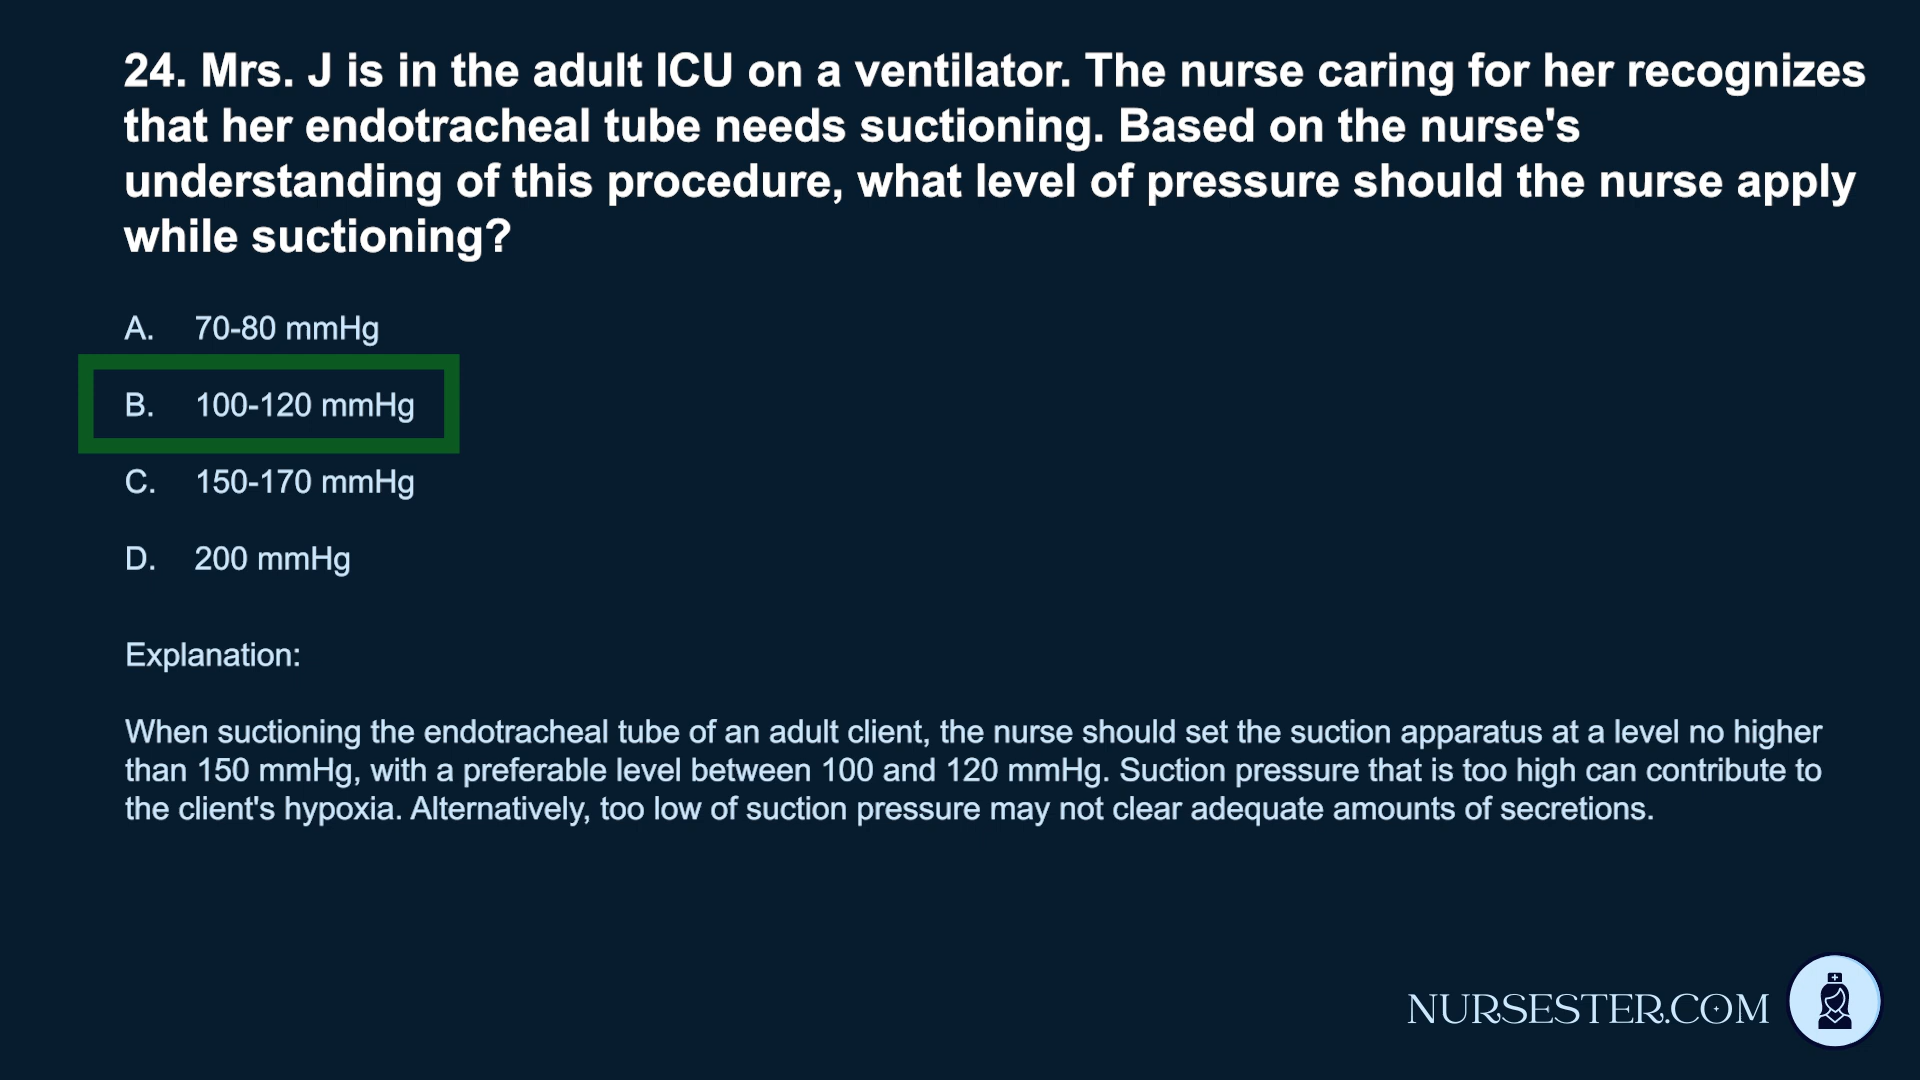 24. Mrs. J is in the adult ICU on a ventilator. The nurse caring for her recognizes
that her endotracheal tube needs suctioning. Based on the nurse's
understanding of this procedure, what level of pressure should the nurse apply
while suctioning?
A. 70-80 mmHg
B. 100-120 mmHg
C. 150-170 mmHg
D. 200 mmHg
Explanation:
When suctioning the endotracheal tube of an adult client, the nurse should set the suction apparatus at a level no higher
than 150 mmHg, with a preferable level between 100 and 120 mmHg. Suction pressure that is too high can contribute to
the client's hypoxia. Alternatively, too low of suction pressure may not clear adequate amounts of secretions.
NURSESTER.COM